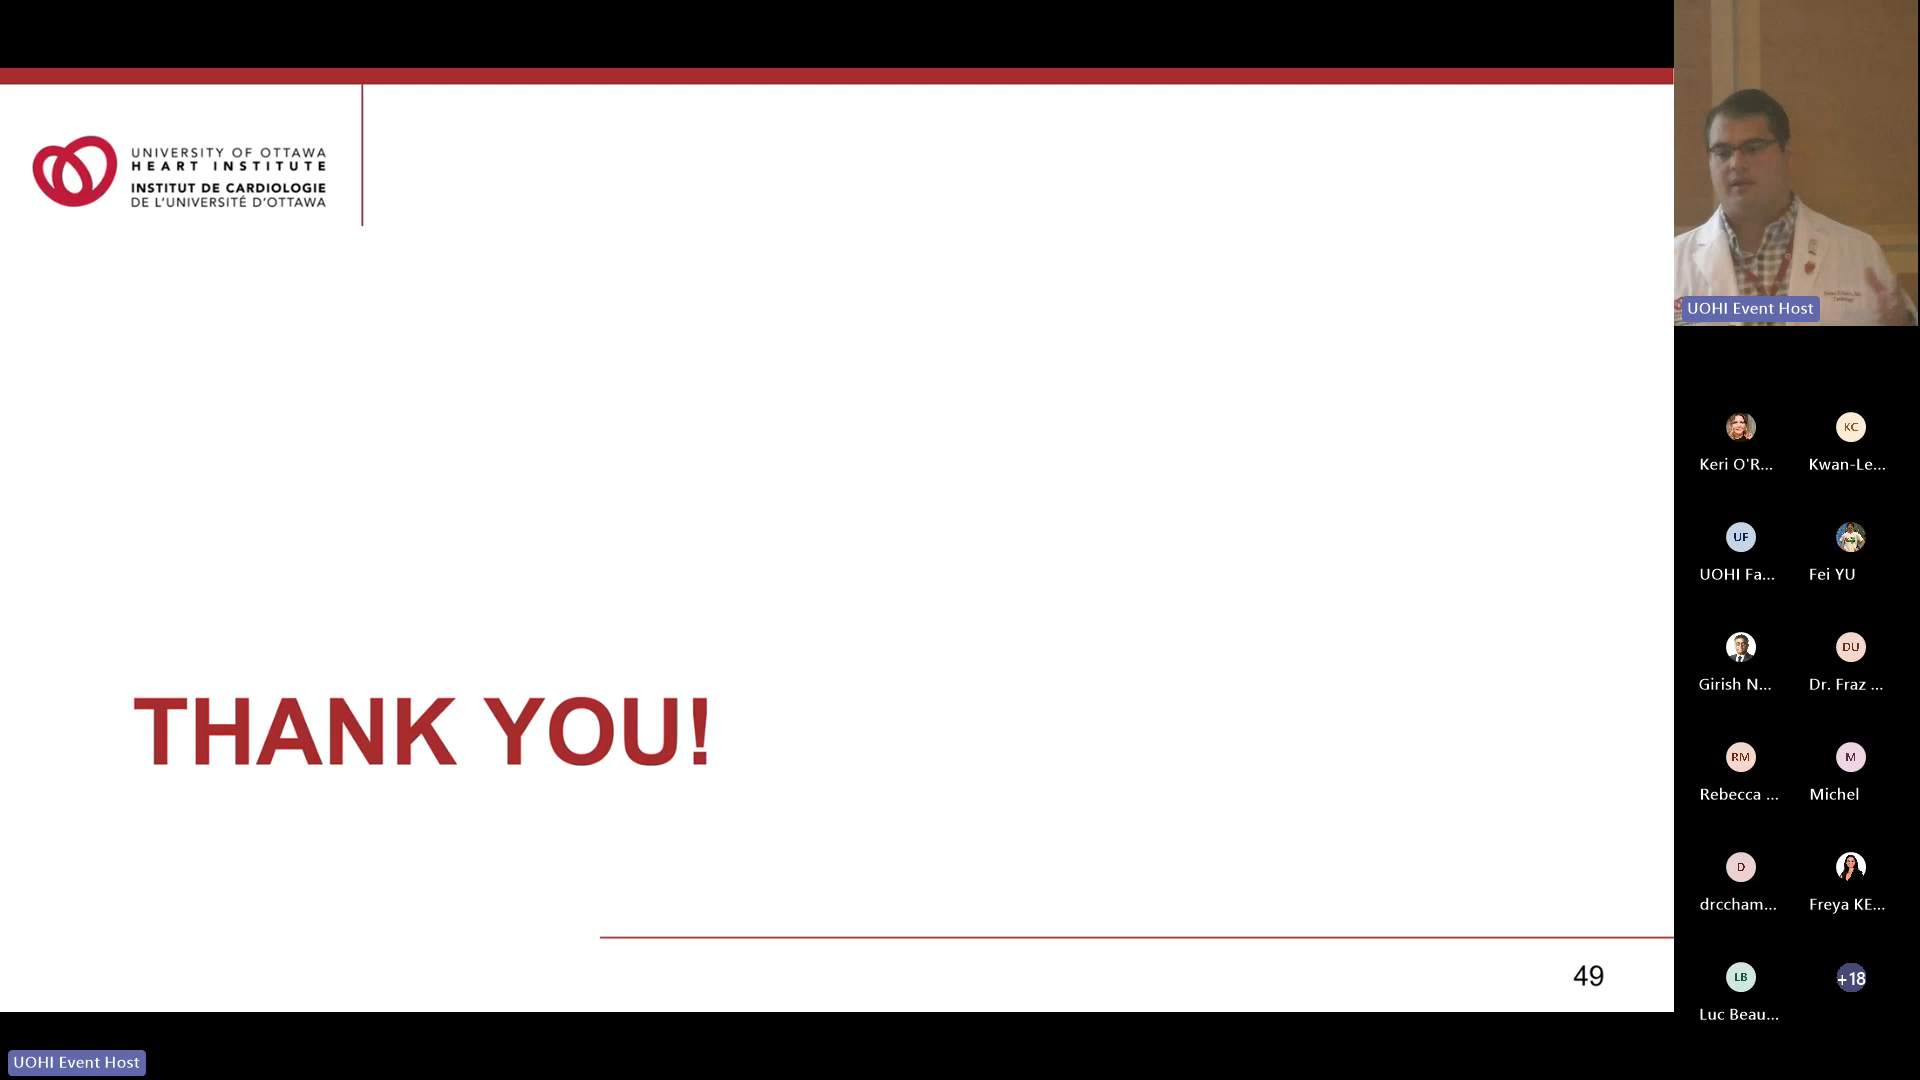 UNIVERSITY OF OTTAWA
HEART INSTITUTE
INSTITUT DE CARDIOLOGIE
DE L'UNIVERSITÉ D'OTTAWA
THANK YOU!
49
UOHI Event Host
UOHI Event Host
KC
Keri O'R...
Kwan-Le...
UF
UOHI Fa...
Fei YU
DU
Girish N...
Dr. Fraz ...
RM
M
Rebecca ...
Michel
D
drccham...
Freya KE...
LB
+18
Luc Beau...